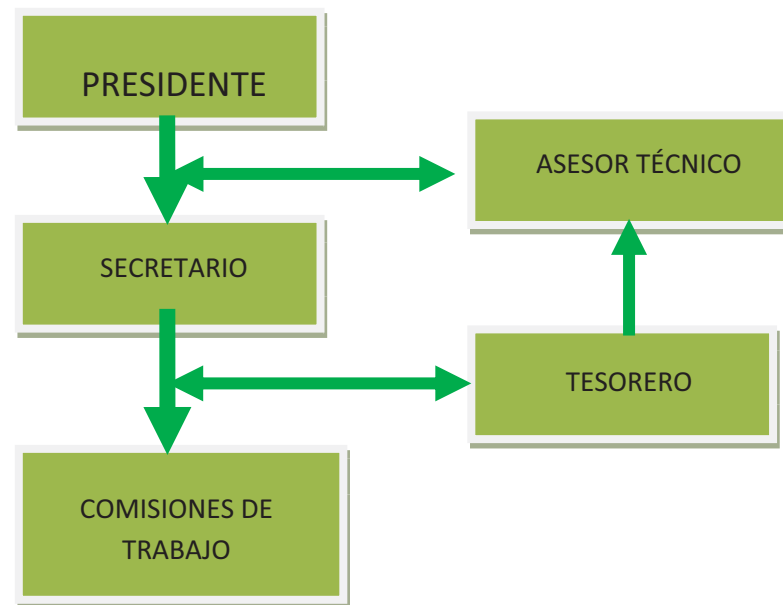 PRESIDENTE
ASESOR TÉCNICO
SECRETARIO
TESORERO
COMISIONES DE
TRABAJO